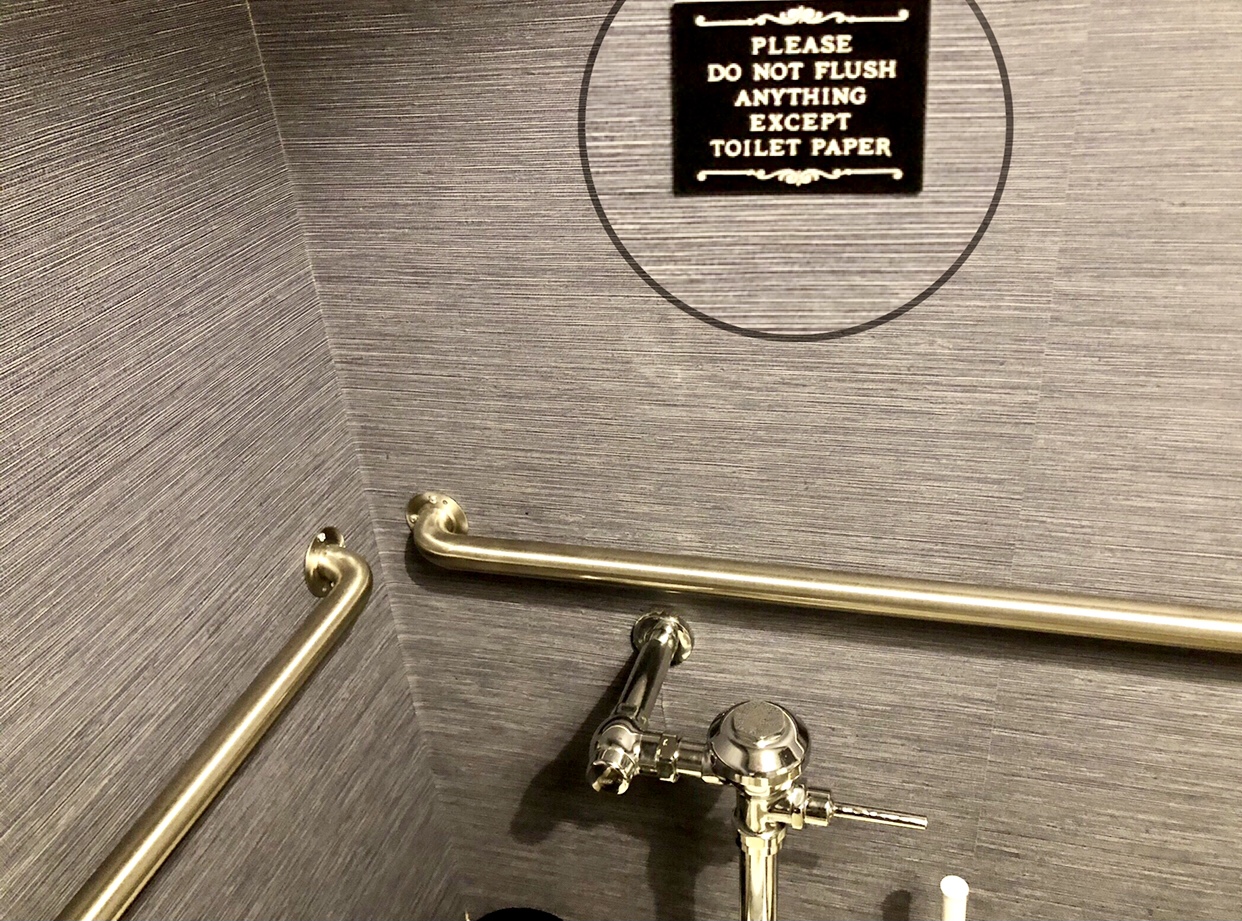 PLEASE
DO NOT FLUSH
ANYTHING
EXCEPT
TOILET PAPER